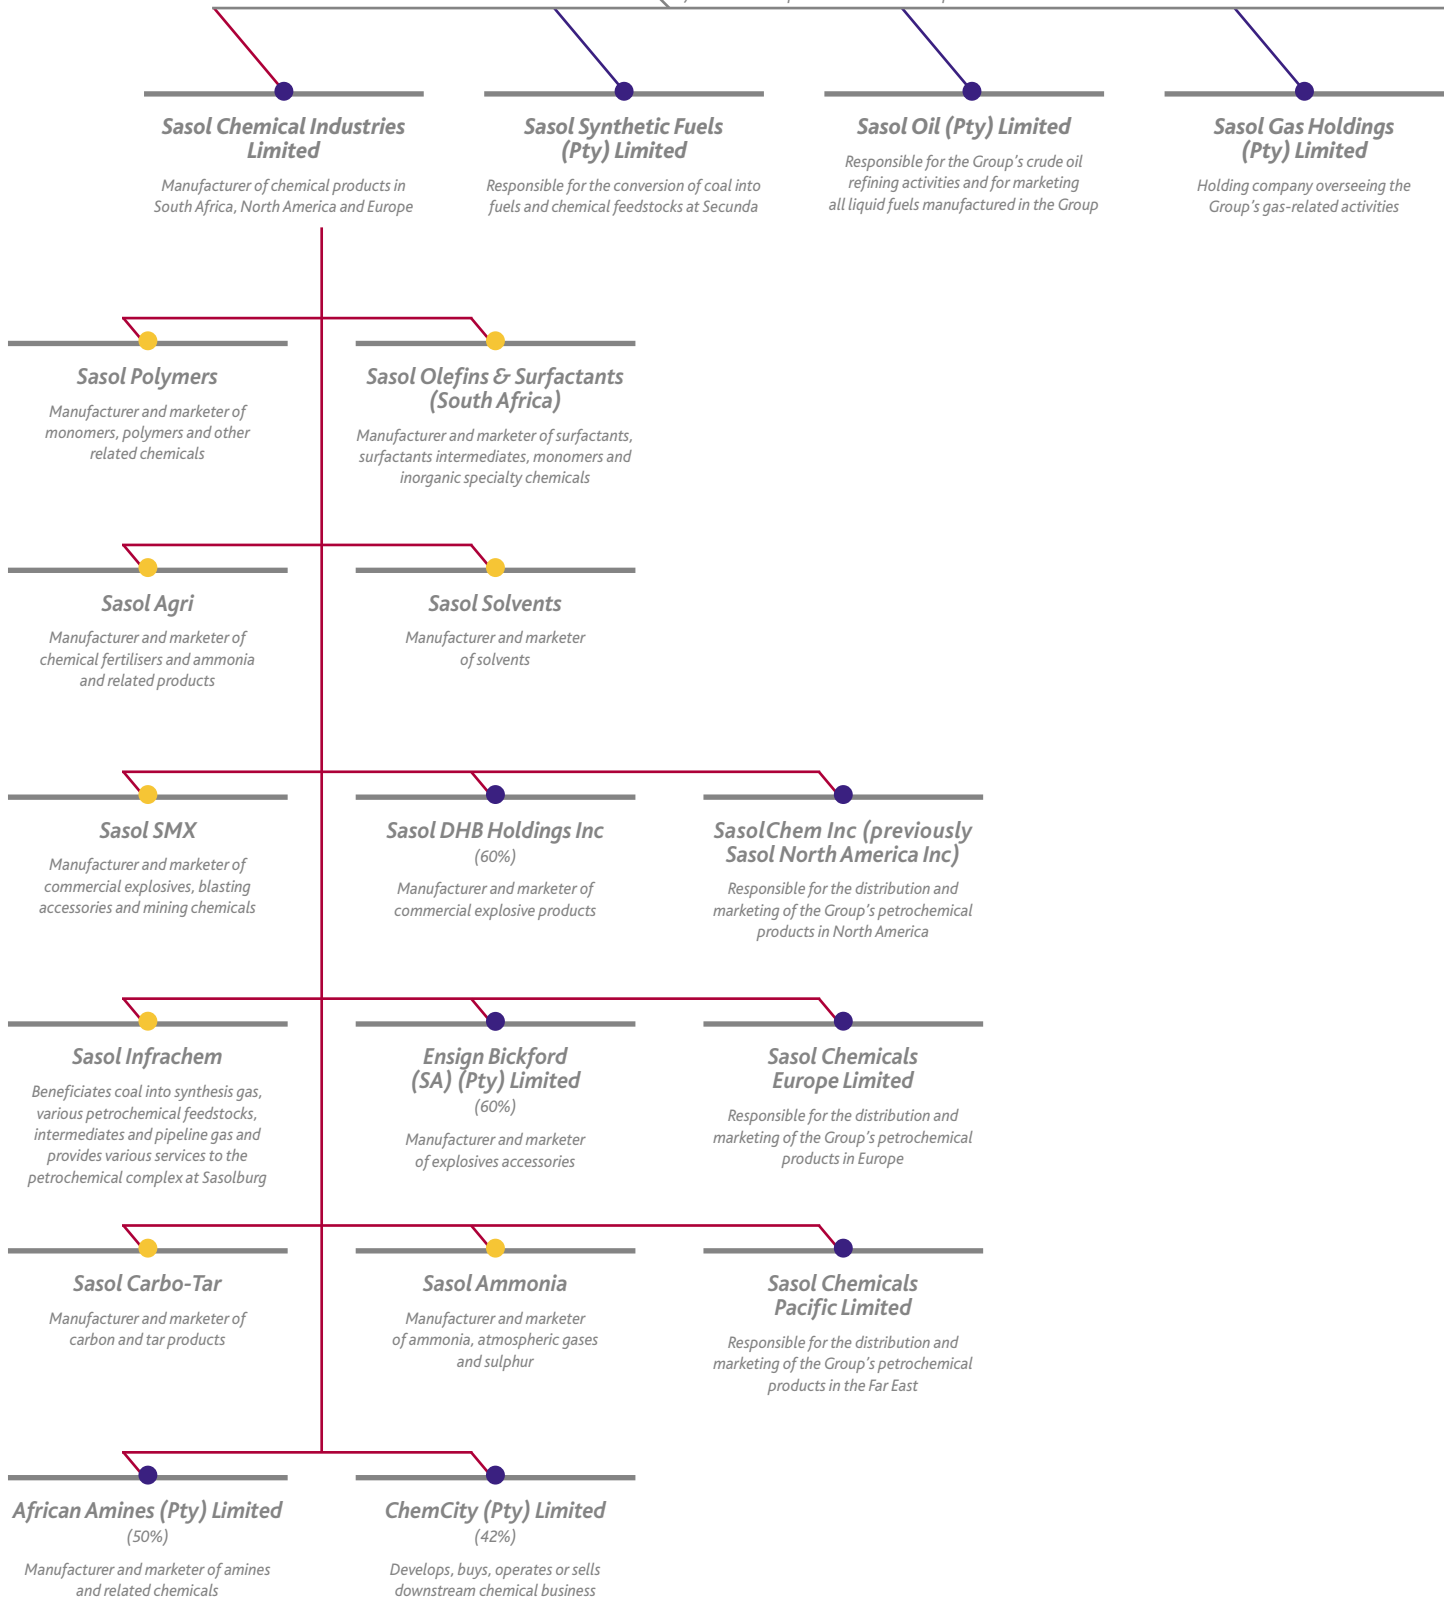 Sasol Chemical Industries
Limited
Manufacturer of chemical products in
South Africa, North America and Europe
Sasol Synthetic Fuels
(Pty) Limited
Responsible for the conversion of coal into
fuels and chemical feedstocks at Secunda
Sasol Oil (Pty) Limited
Responsible for the Group's crude oil
refining activities and for marketing
all liquid fuels manufactured in the Group
Sasol Gas Holdings
(Pty) Limited
Holding company overseeing the
Group's gas-related activities
Sasol Polymers
Manufacturer and marketer of
monomers, polymers and other
related chemicals
Sasol Olefins & Surfactants
(South Africa)
Manufacturer and marketer of surfactants,
surfactants intermediates, monomers and
inorganic specialty chemicals
Sasol Agri
Manufacturer and marketer of
chemical fertilisers and ammonia
and related products
Sasol Solvents
Manufacturer and marketer
of solvents
Sasol SMX
Manufacturer and marketer of
commercial explosives, blasting
accessories and mining chemicals
Sasol DHB Holdings Inc
(60%)
Manufacturer and marketer of
commercial explosive products
SasolChem Inc (previously
Sasol North America Inc)
Responsible for the distribution and
marketing of the Group's petrochemical
products in North America
Sasol Infrachem
Beneficiates coal into synthesis gas,
various petrochemical feedstocks,
intermediates and pipeline gas and
provides various services to the
petrochemical complex at Sasolburg
Ensign Bickford
(SA) (Pty) Limited
(60%)
Manufacturer and marketer
of explosives accessories
Sasol Chemicals
Europe Limited
Responsible for the distribution and
marketing of the Group's petrochemical
products in Europe
Sasol Carbo-Tar
Manufacturer and marketer of
carbon and tar products
Sasol Ammonia
Manufacturer and marketer
of ammonia, atmospheric gases
and sulphur
Sasol Chemicals
Pacific Limited
Responsible for the distribution and
marketing of the Group's petrochemical
products in the Far East
African Amines (Pty) Limited
(50%)
Manufacturer and marketer of amines
and related chemicals
ChemCity (Pty) Limited
(42%)
Develops, buys, operates or sells
downstream chemical business